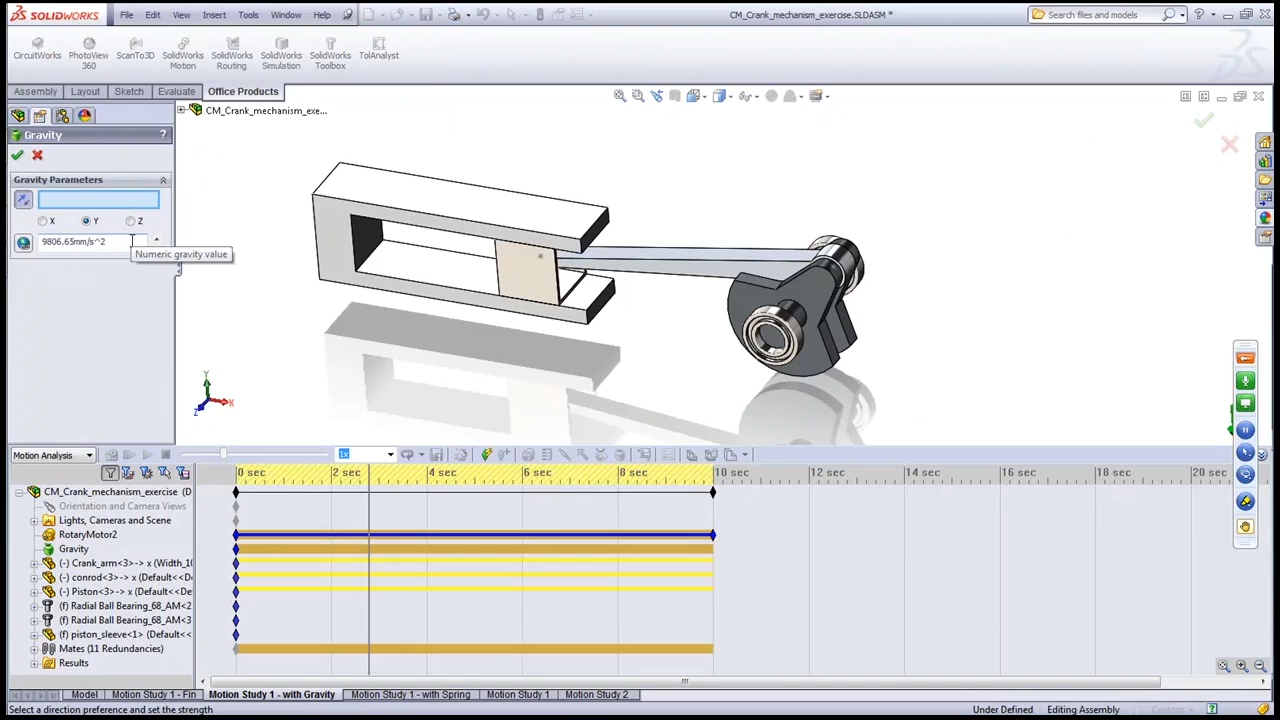 SOLIDWORKS File Edit View Insert Tools Window Help CM_Crank_mechanism_exercise.SLDASM * Search files and models
CircuitWorks PhotoView 360 ScanTo3D SolidWorks Motion SolidWorks Routing SolidWorks Simulation SolidWorks Toolbox TolAnalyst
Assembly Layout Sketch Evaluate Office Products
CM_Crank_mechanism_exe...
Gravity ?
Gravity Parameters
X Y Z
9806.65mm/s^2
Numeric gravity value
Y
X
Z
Motion Analysis 1x
0 sec 2 sec 4 sec 6 sec 8 sec 10 sec 12 sec 14 sec 16 sec 18 sec 20 sec
CM_Crank_mechanism_exercise (D
Orientation and Camera Views
Lights, Cameras and Scene
RotaryMotor2
Gravity
(-) Crank_arm<3>-> x (Width_10
(-) conrod<3>-> x (Default<<De
(-) Piston<3>-> x (Default<<De
(f) Radial Ball Bearing_68_AM<2
(f) Radial Ball Bearing_68_AM<3
(f) piston_sleeve<1> (Default<<
Mates (11 Redundancies)
Results
Model Motion Study 1 - Fin Motion Study 1 - with Gravity Motion Study 1 - with Spring Motion Study 1 Motion Study 2
Select a direction preference and set the strength Under Defined Editing Assembly Custom